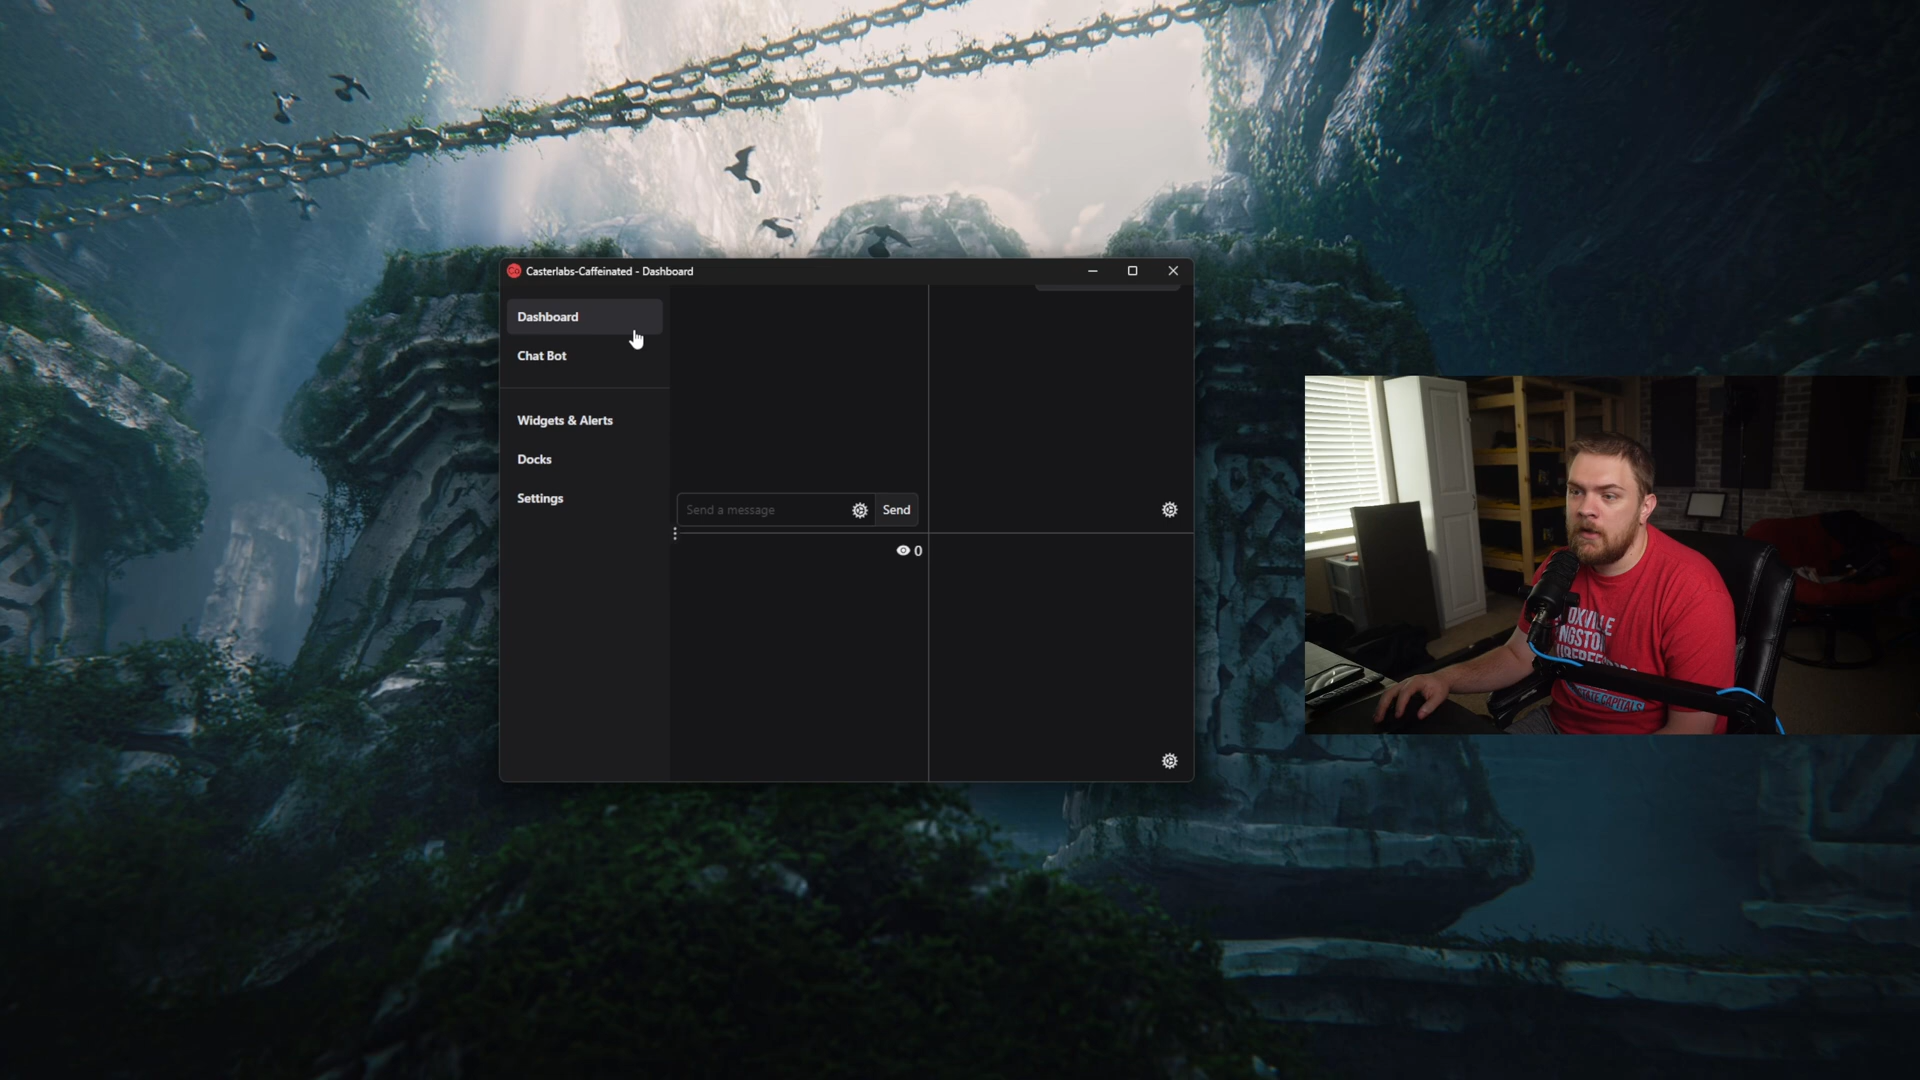 Casterlabs-Caffeinated - Dashboard
Dashboard
Chat Bot
Widgets & Alerts
Docks
Settings
Send a message
Send
0